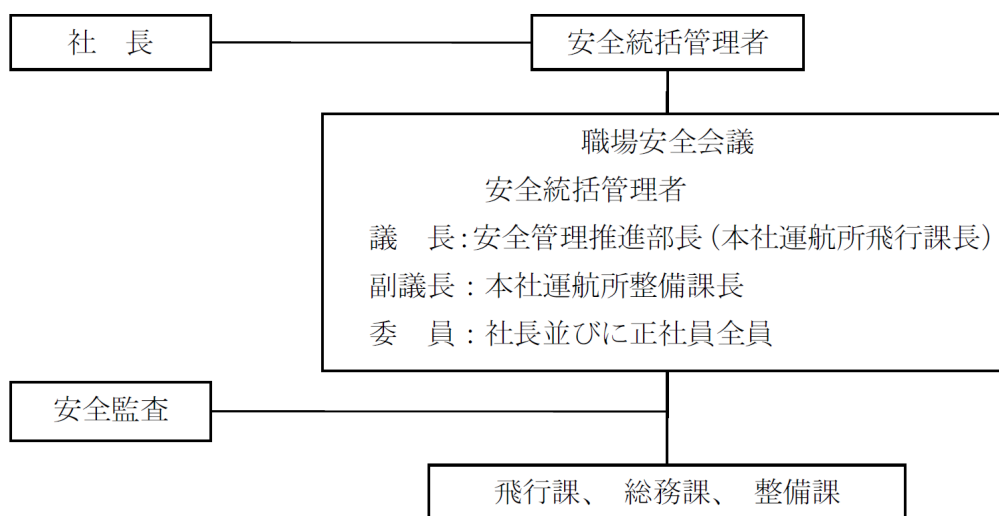 社　長
安全統括管理者
職場安全会議
安全統括管理者
議　長：安全管理推進部長（本社運航所飛行課長）
副議長：本社運航所整備課長
委　員：社長並びに正社員全員
安全監査
飛行課、　総務課、　整備課